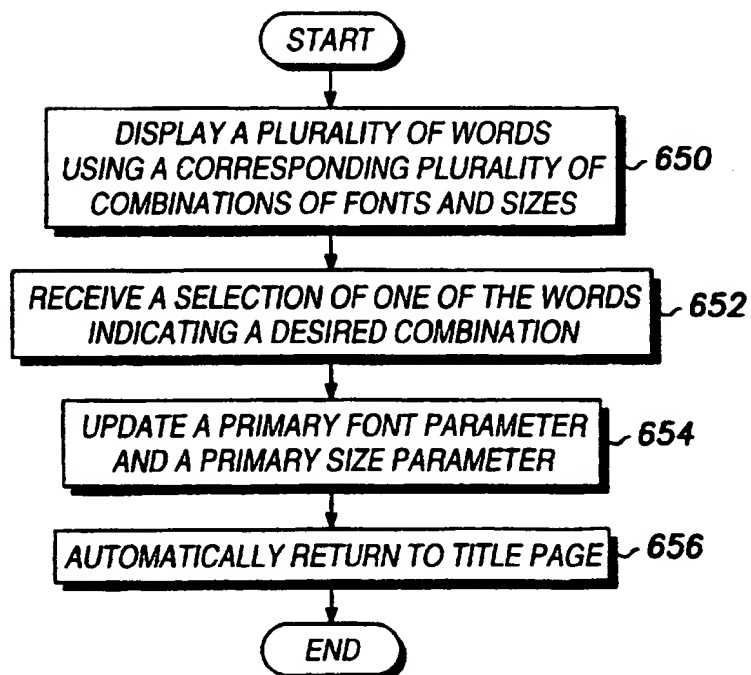 START
DISPLAY A PLURALITY OF WORDS
USING A CORRESPONDING PLURALITY OF
COMBINATIONS OF FONTS AND SIZES
650
RECEIVE A SELECTION OF ONE OF THE WORDS
INDICATING A DESIRED COMBINATION
652
UPDATE A PRIMARY FONT PARAMETER
AND A PRIMARY SIZE PARAMETER
654
AUTOMATICALLY RETURN TO TITLE PAGE
656
END